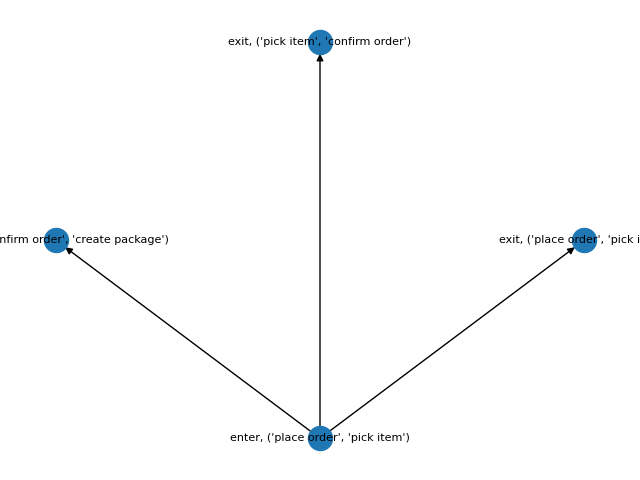 exit, ('pick item', 'confirm order')
nfirm order', 'create package')
exit, ('place order', 'pick i
enter, ('place order', 'pick item')